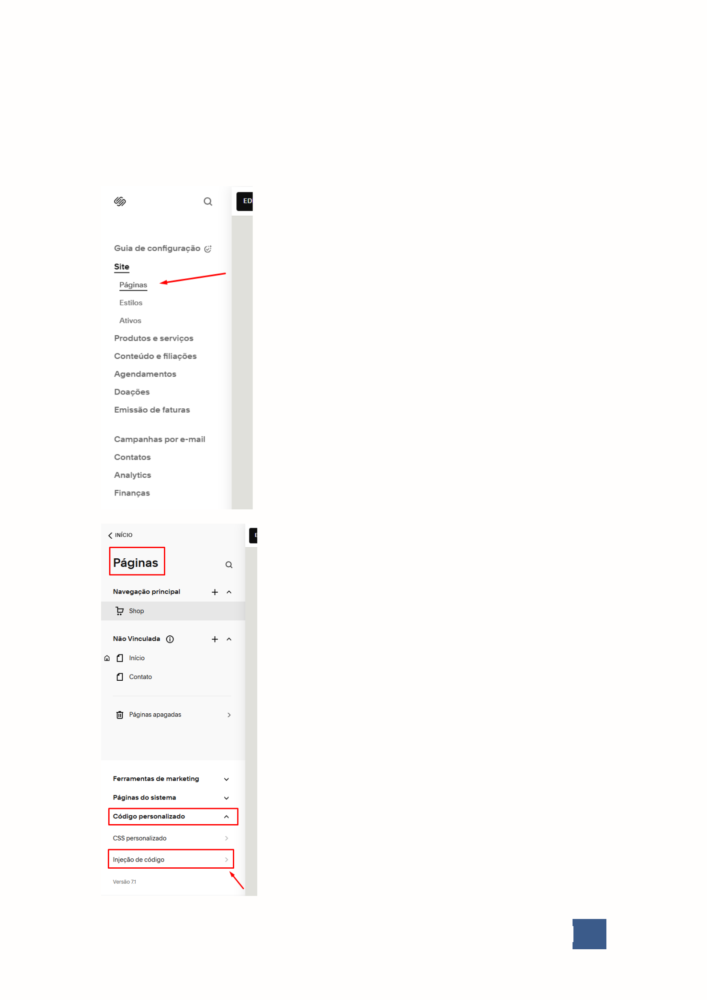 ED
Guia de configuração
Site
Páginas
Estilos
Ativos
Produtos e serviços
Conteúdo e filiações
Agendamentos
Doações
Emissão de faturas
Campanhas por e-mail
Contatos
Analytics
Finanças
INÍCIO
Páginas
Navegação principal
Shop
Não Vinculada
Início
Contato
Páginas apagadas
Ferramentas de marketing
Páginas do sistema
Código personalizado
CSS personalizado
Injeção de código
Versão 7.1